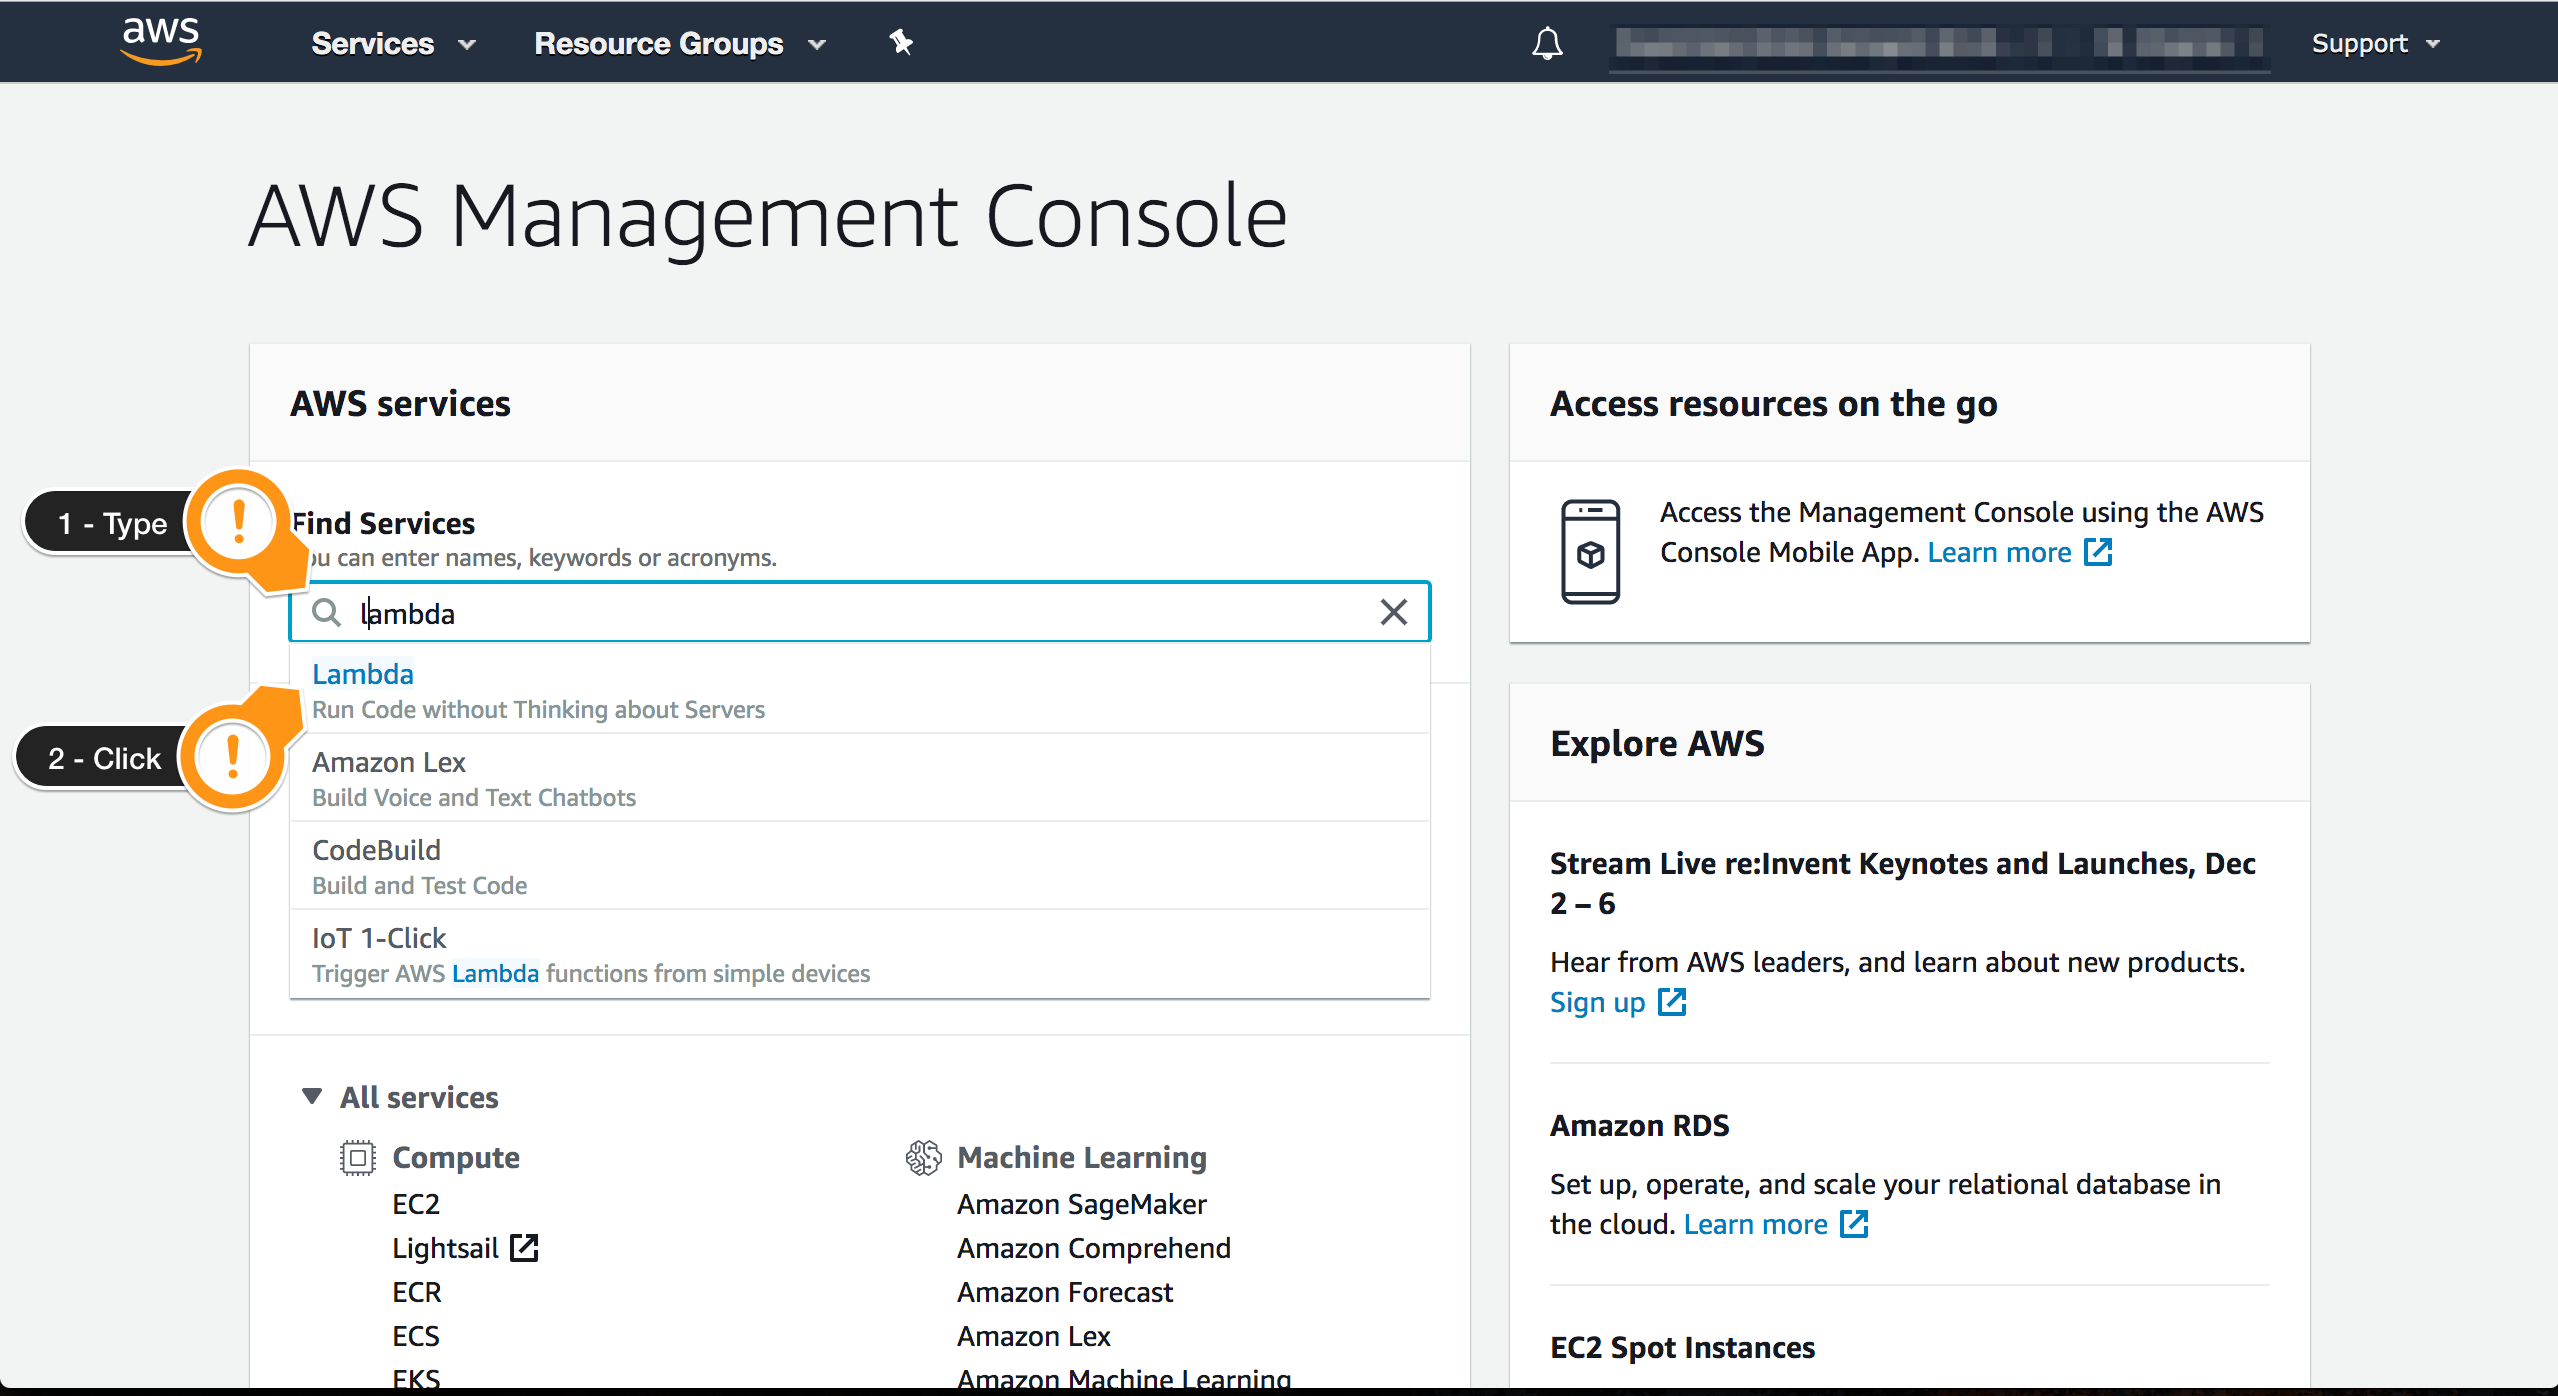 aws
Services
Resource Groups
Support
AWS Management Console
AWS services
1 - Type
Find Services
ou can enter names, keywords or acronyms.
lambda
Lambda
Run Code without Thinking about Servers
2 - Click
Amazon Lex
Build Voice and Text Chatbots
CodeBuild
Build and Test Code
IoT 1-Click
Trigger AWS Lambda functions from simple devices
All services
Compute
EC2
Lightsail
ECR
ECS
EKS
Machine Learning
Amazon SageMaker
Amazon Comprehend
Amazon Forecast
Amazon Lex
Amazon Machine Learning
Access resources on the go
Access the Management Console using the AWS
Console Mobile App. Learn more
Explore AWS
Stream Live re:Invent Keynotes and Launches, Dec
2 – 6
Hear from AWS leaders, and learn about new products.
Sign up
Amazon RDS
Set up, operate, and scale your relational database in
the cloud. Learn more
EC2 Spot Instances